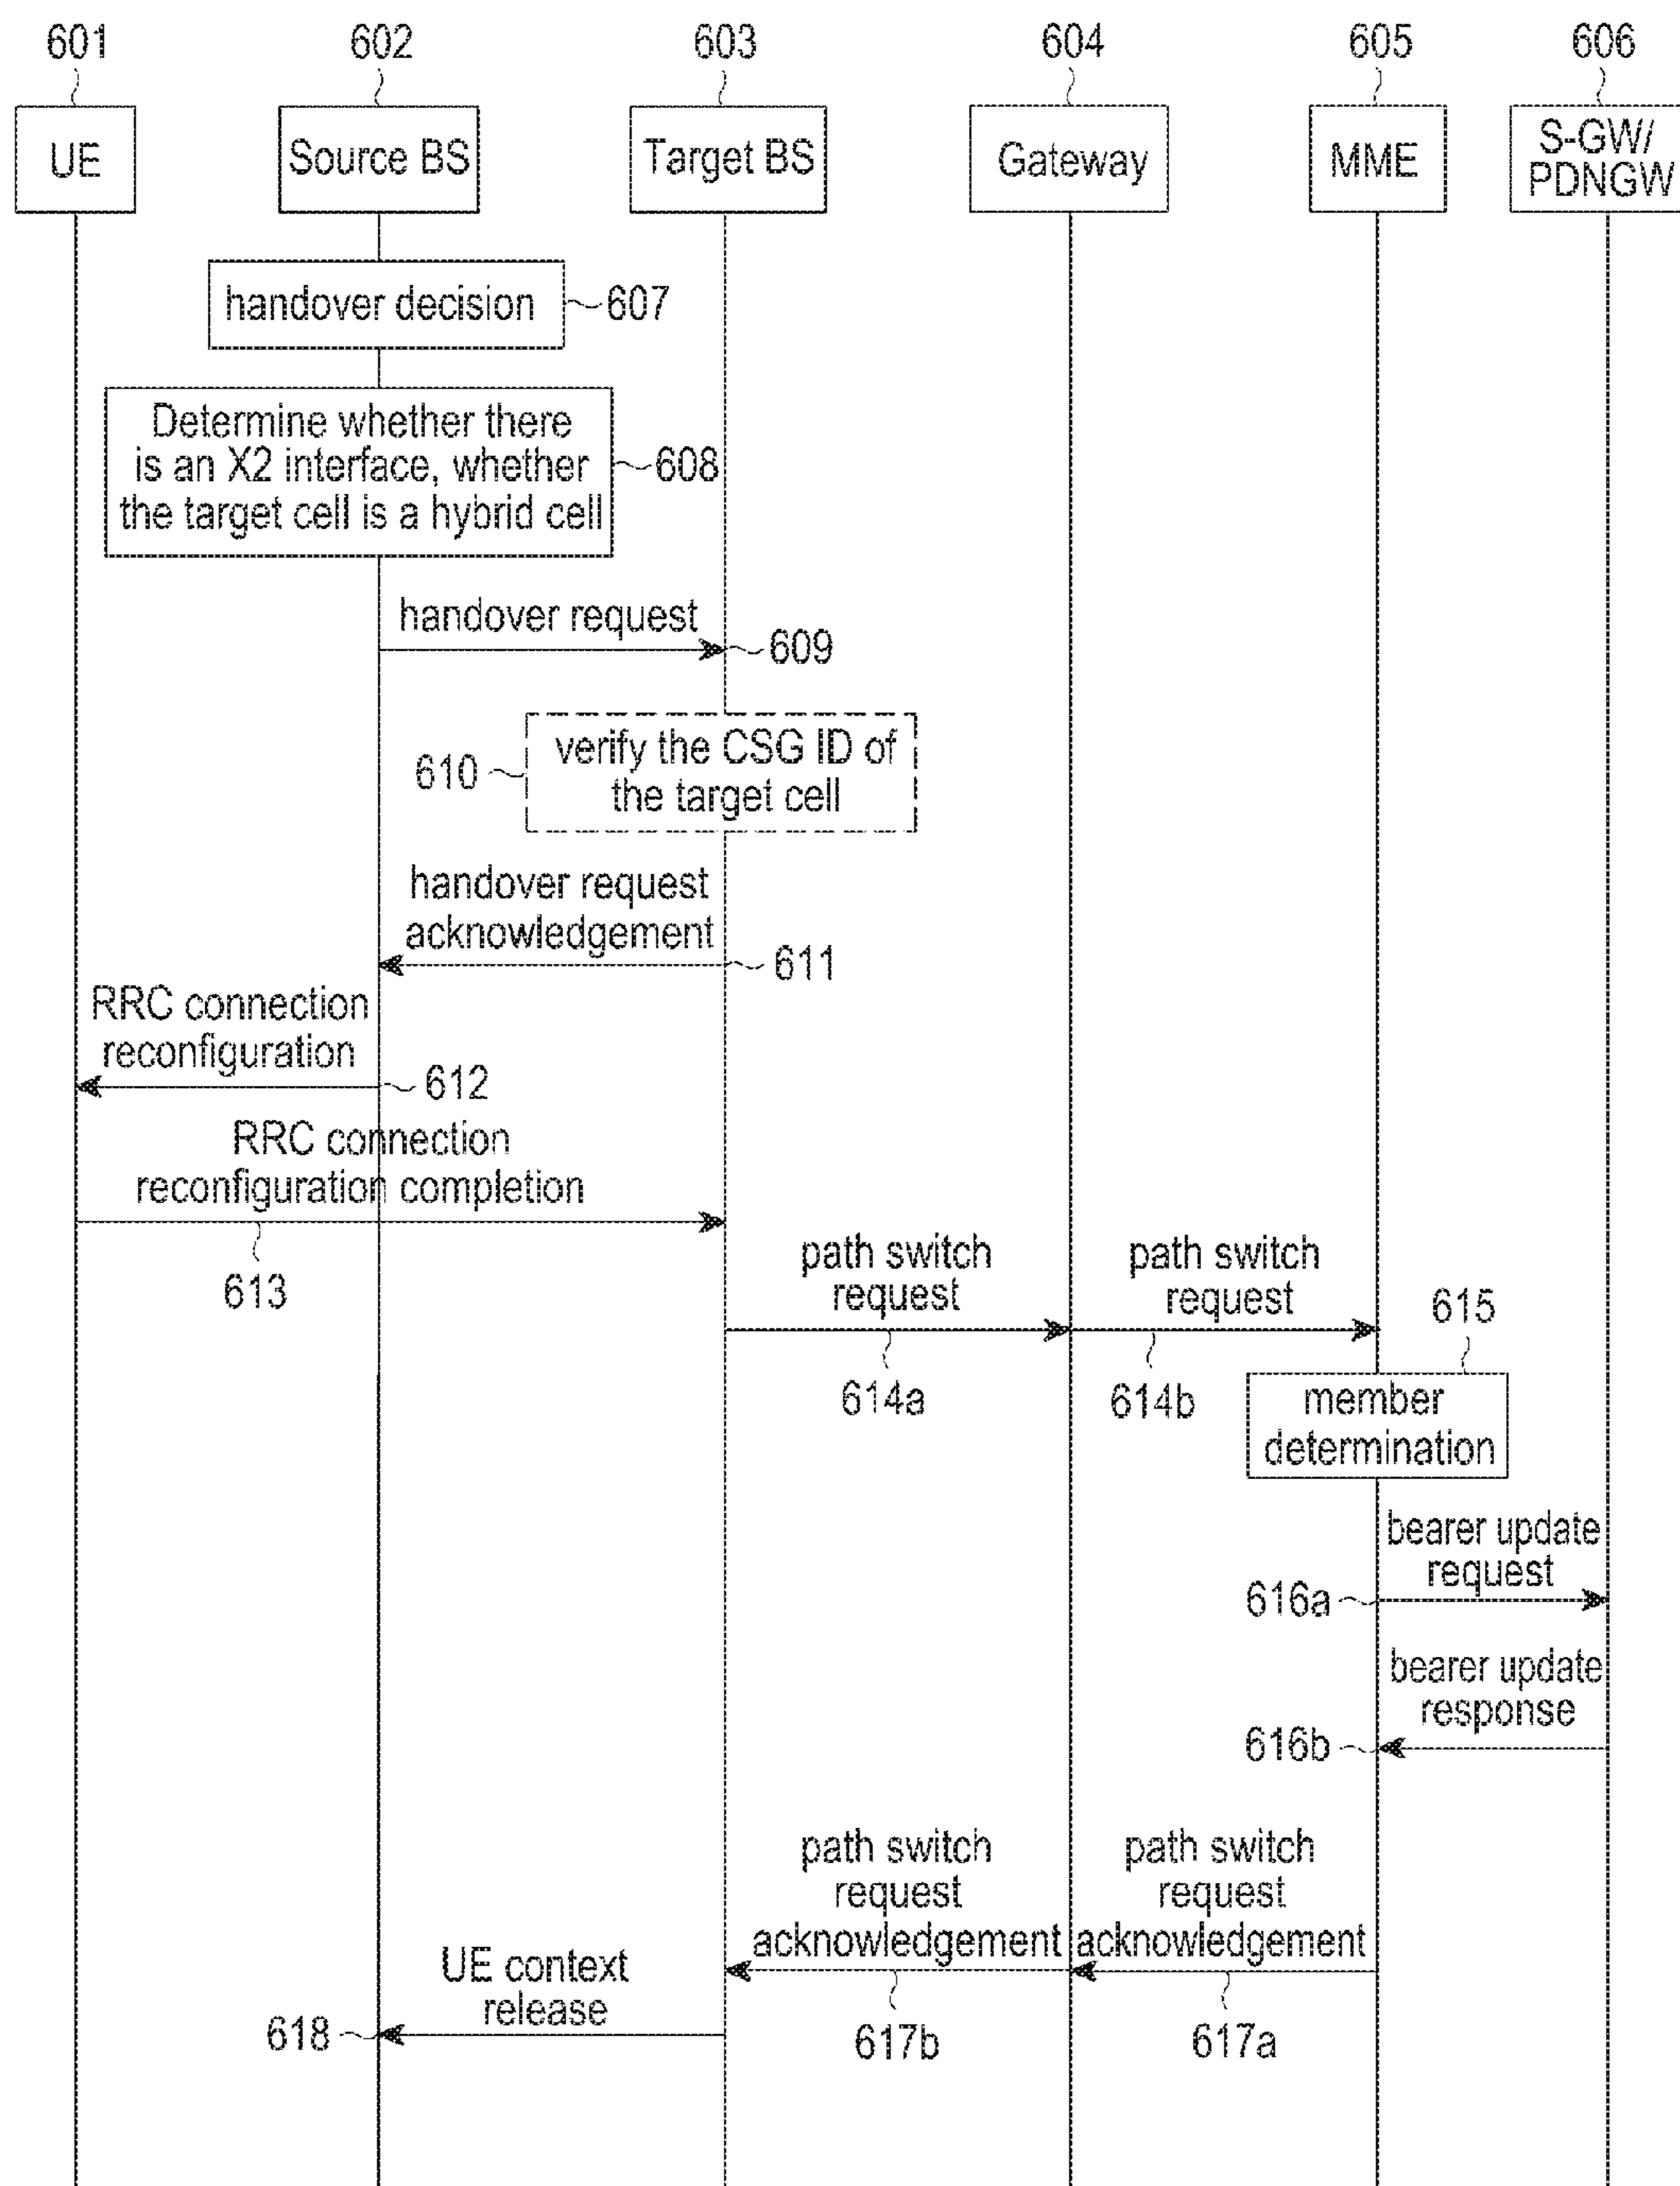 601
602
603
604
605
606
UE
Source BS
Target BS
Gateway
MME
S-GW/
PDNGW
handover decision
607
Determine whether there
is an X2 interface, whether
the target cell is a hybrid cell
608
handover request
609
verify the CSG ID of
the target cell
610
handover request
acknowledgement
611
RRC connection
reconfiguration
612
RRC connection
reconfiguration completion
613
path switch
request
614a
path switch
request
614b
615
member
determination
bearer update
request
616a
bearer update
response
616b
path switch
request
acknowledgement
617b
path switch
request
acknowledgement
617a
UE context
release
618